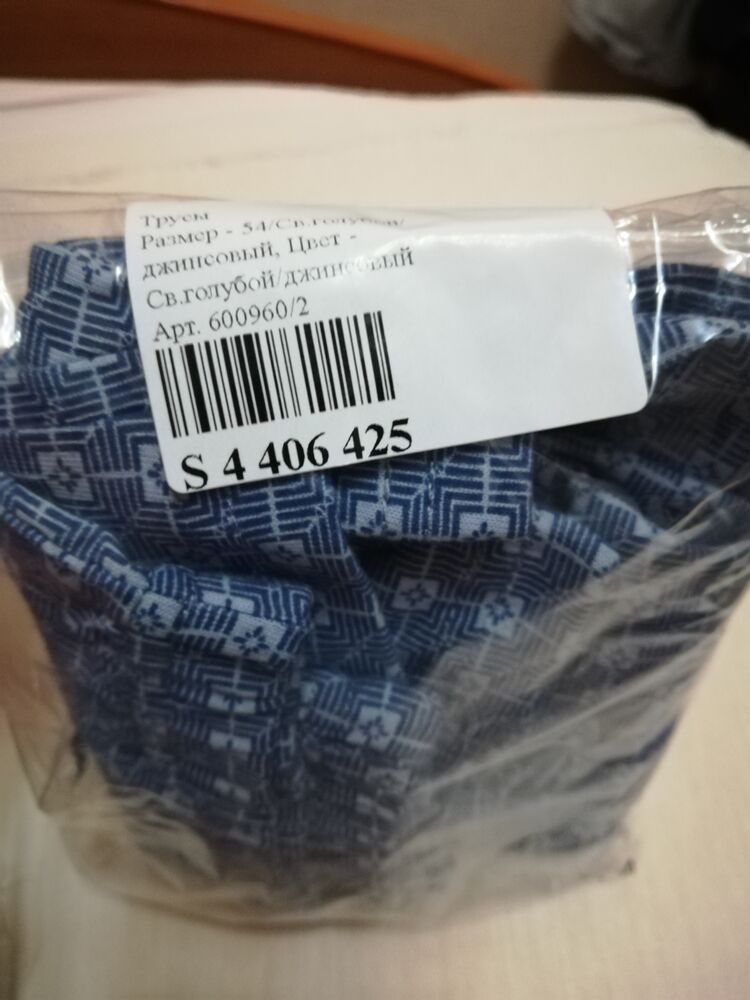 Трусы
Размер - 54/Св.голубой/
джинсовый, Цвет -
Св.голубой/джинсовый
Арт. 600960/2
S 4 406 425